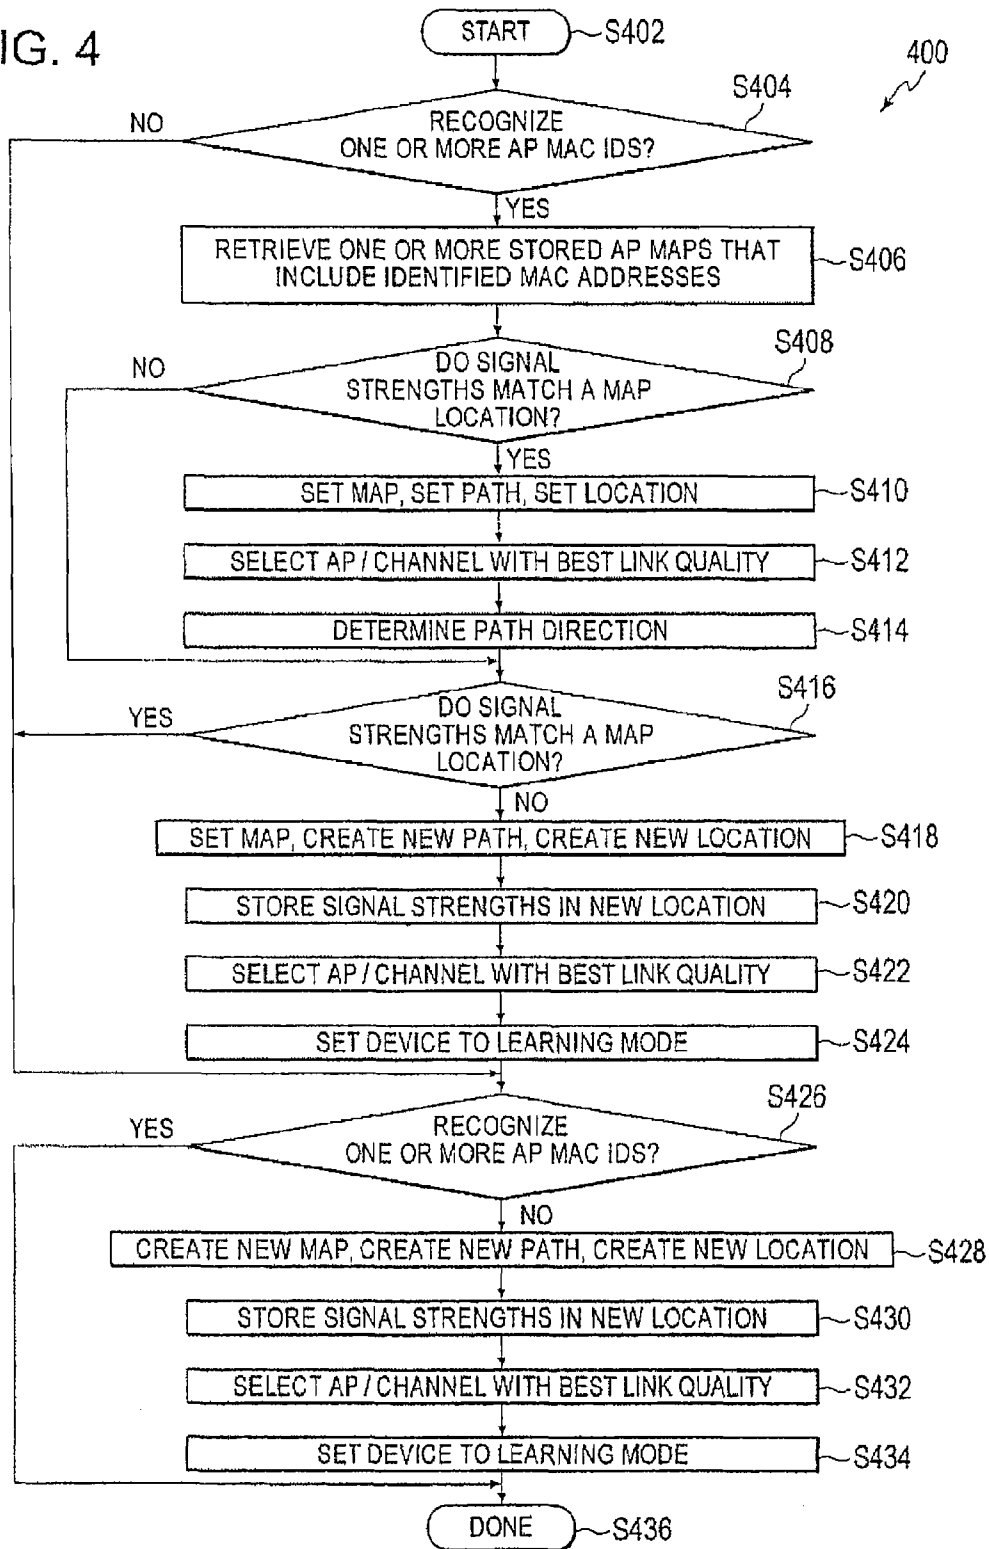 IG. 4
START
S402
400
S404
NO
RECOGNIZE
ONE OR MORE AP MAC IDS?
YES
RETRIEVE ONE OR MORE STORED AP MAPS THAT
INCLUDE IDENTIFIED MAC ADDRESSES
S406
S408
NO
DO SIGNAL
STRENGTHS MATCH A MAP
LOCATION?
YES
SET MAP, SET PATH, SET LOCATION
S410
SELECT AP / CHANNEL WITH BEST LINK QUALITY
S412
DETERMINE PATH DIRECTION
S414
S416
YES
DO SIGNAL
STRENGTHS MATCH A MAP
LOCATION?
NO
SET MAP, CREATE NEW PATH, CREATE NEW LOCATION
S418
STORE SIGNAL STRENGTHS IN NEW LOCATION
S420
SELECT AP / CHANNEL WITH BEST LINK QUALITY
S422
SET DEVICE TO LEARNING MODE
S424
S426
YES
RECOGNIZE
ONE OR MORE AP MAC IDS?
NO
CREATE NEW MAP, CREATE NEW PATH, CREATE NEW LOCATION
S428
STORE SIGNAL STRENGTHS IN NEW LOCATION
S430
SELECT AP / CHANNEL WITH BEST LINK QUALITY
S432
SET DEVICE TO LEARNING MODE
S434
DONE
S436